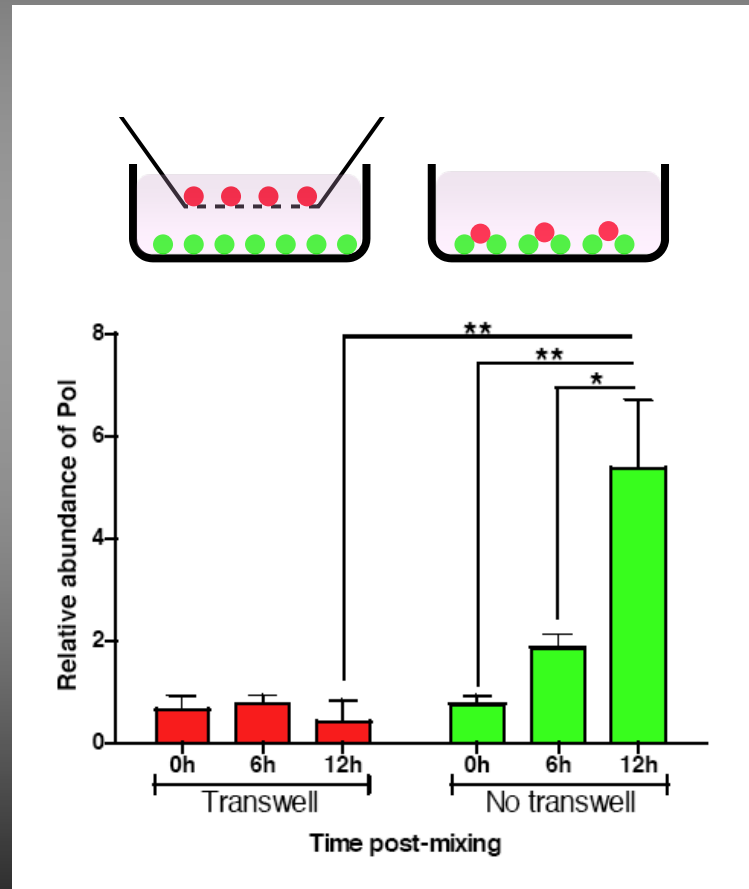 8
**
**
*
6
4
2
0
Relative abundance of Pol
0h 6h 12h 0h 6h 12h
Transwell No transwell
Time post-mixing